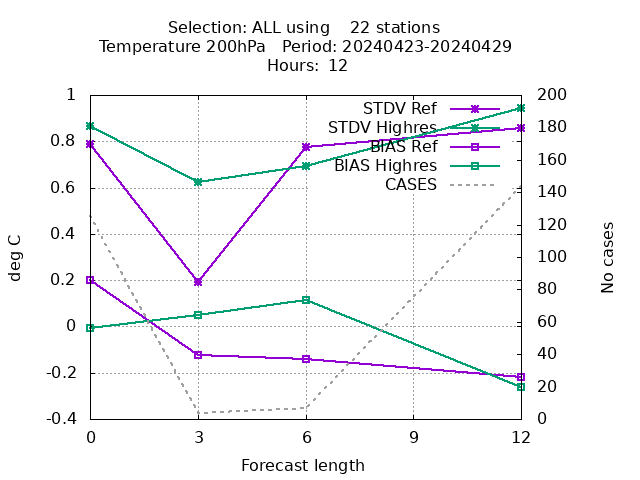 Selection: ALL using    22 stations
Temperature 200hPa   Period: 20240423-20240429
Hours: 12
STDV Ref
STDV Highres
BIAS Ref
BIAS Highres
CASES
deg C
1
0.8
0.6
0.4
0.2
0
-0.2
-0.4
No cases
200
180
160
140
120
100
80
60
40
20
0
0 3 6 9 12
Forecast length